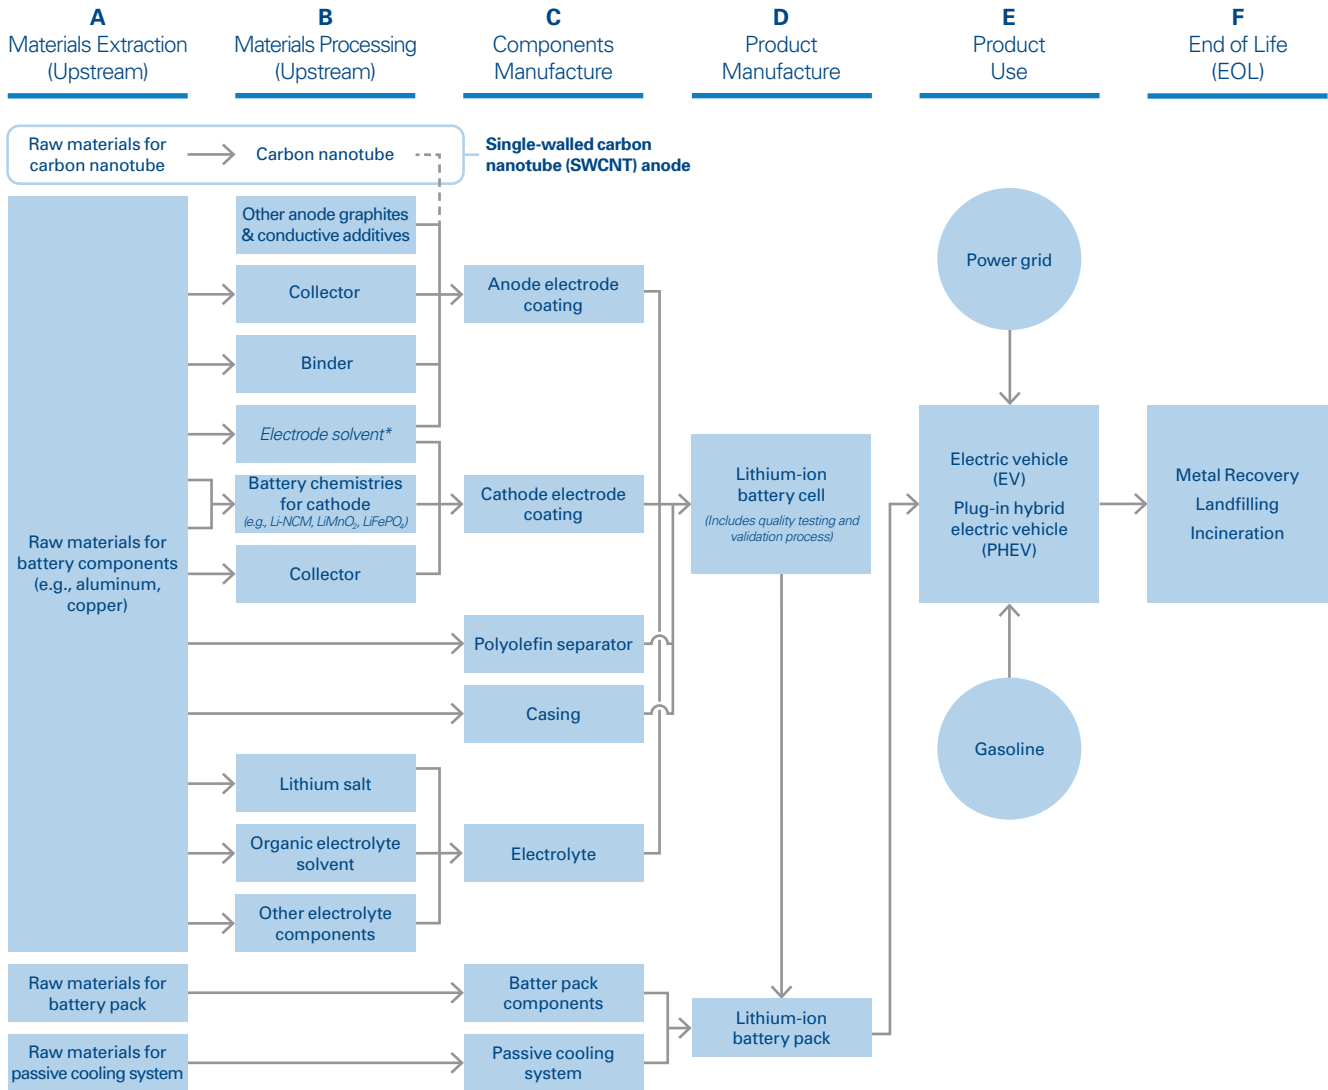 A
Materials Extraction
(Upstream)
B
Materials Processing
(Upstream)
C
Components
Manufacture
D
Product
Manufacture
E
Product
Use
F
End of Life
(EOL)
Raw materials for
carbon nanotube
Carbon nanotube
Single-walled carbon
nanotube (SWCNT) anode
Raw materials for
battery components
(e.g., aluminum,
copper)
Other anode graphites
& conductive additives
Collector
Binder
Electrode solvent*
Battery chemistries
for cathode
(e.g., Li-NCM, LiMnO₂, LiFePO₄)
Collector
Lithium salt
Organic electrolyte
solvent
Other electrolyte
components
Anode electrode
coating
Cathode electrode
coating
Polyolefin separator
Casing
Electrolyte
Lithium-ion
battery cell
(Includes quality testing and
validation process)
Power grid
Electric vehicle
(EV)
Plug-in hybrid
electric vehicle
(PHEV)
Gasoline
Metal Recovery
Landfilling
Incineration
Raw materials for
battery pack
Batter pack
components
Lithium-ion
battery pack
Raw materials for
passive cooling system
Passive cooling
system